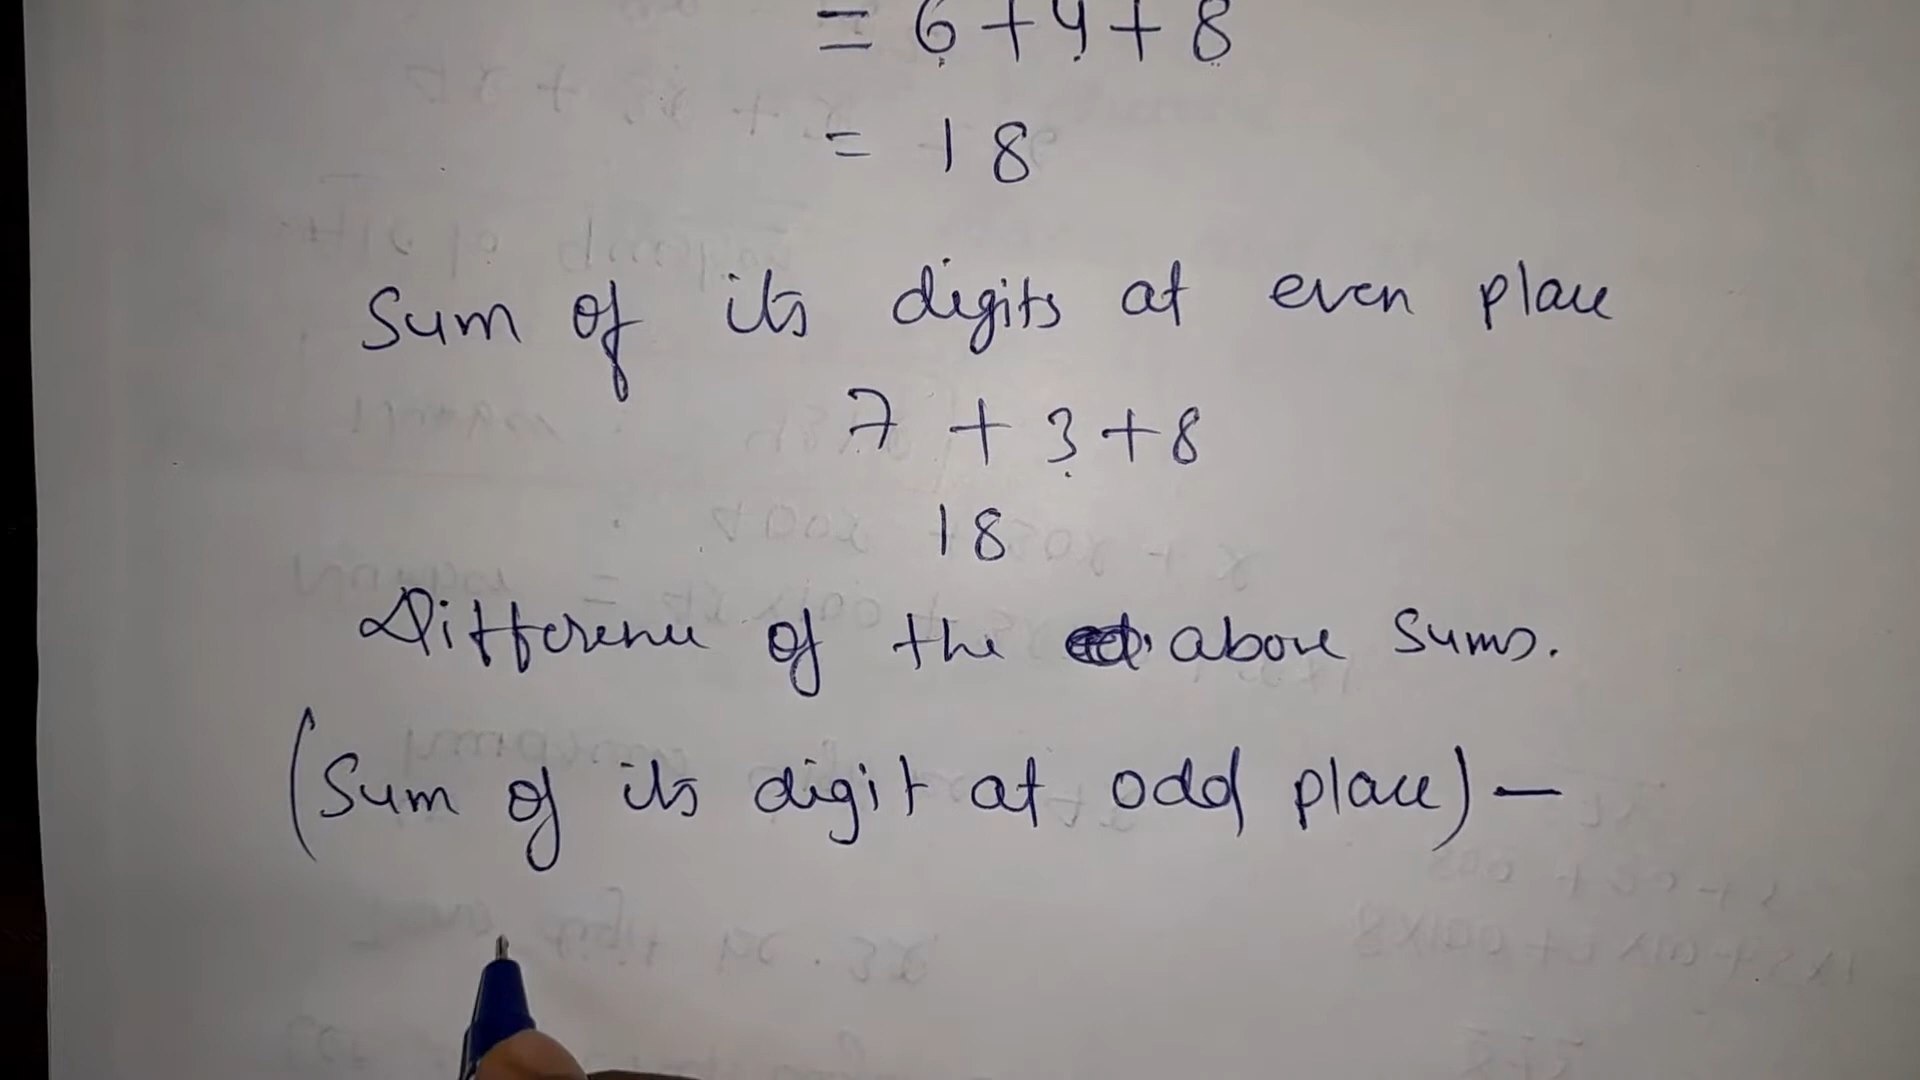 = 6 + 4 + 8
= 18
Sum of its digits at even place
7 + 3 + 8
18
Difference of the above sums.
(Sum of its digit at odd place) -